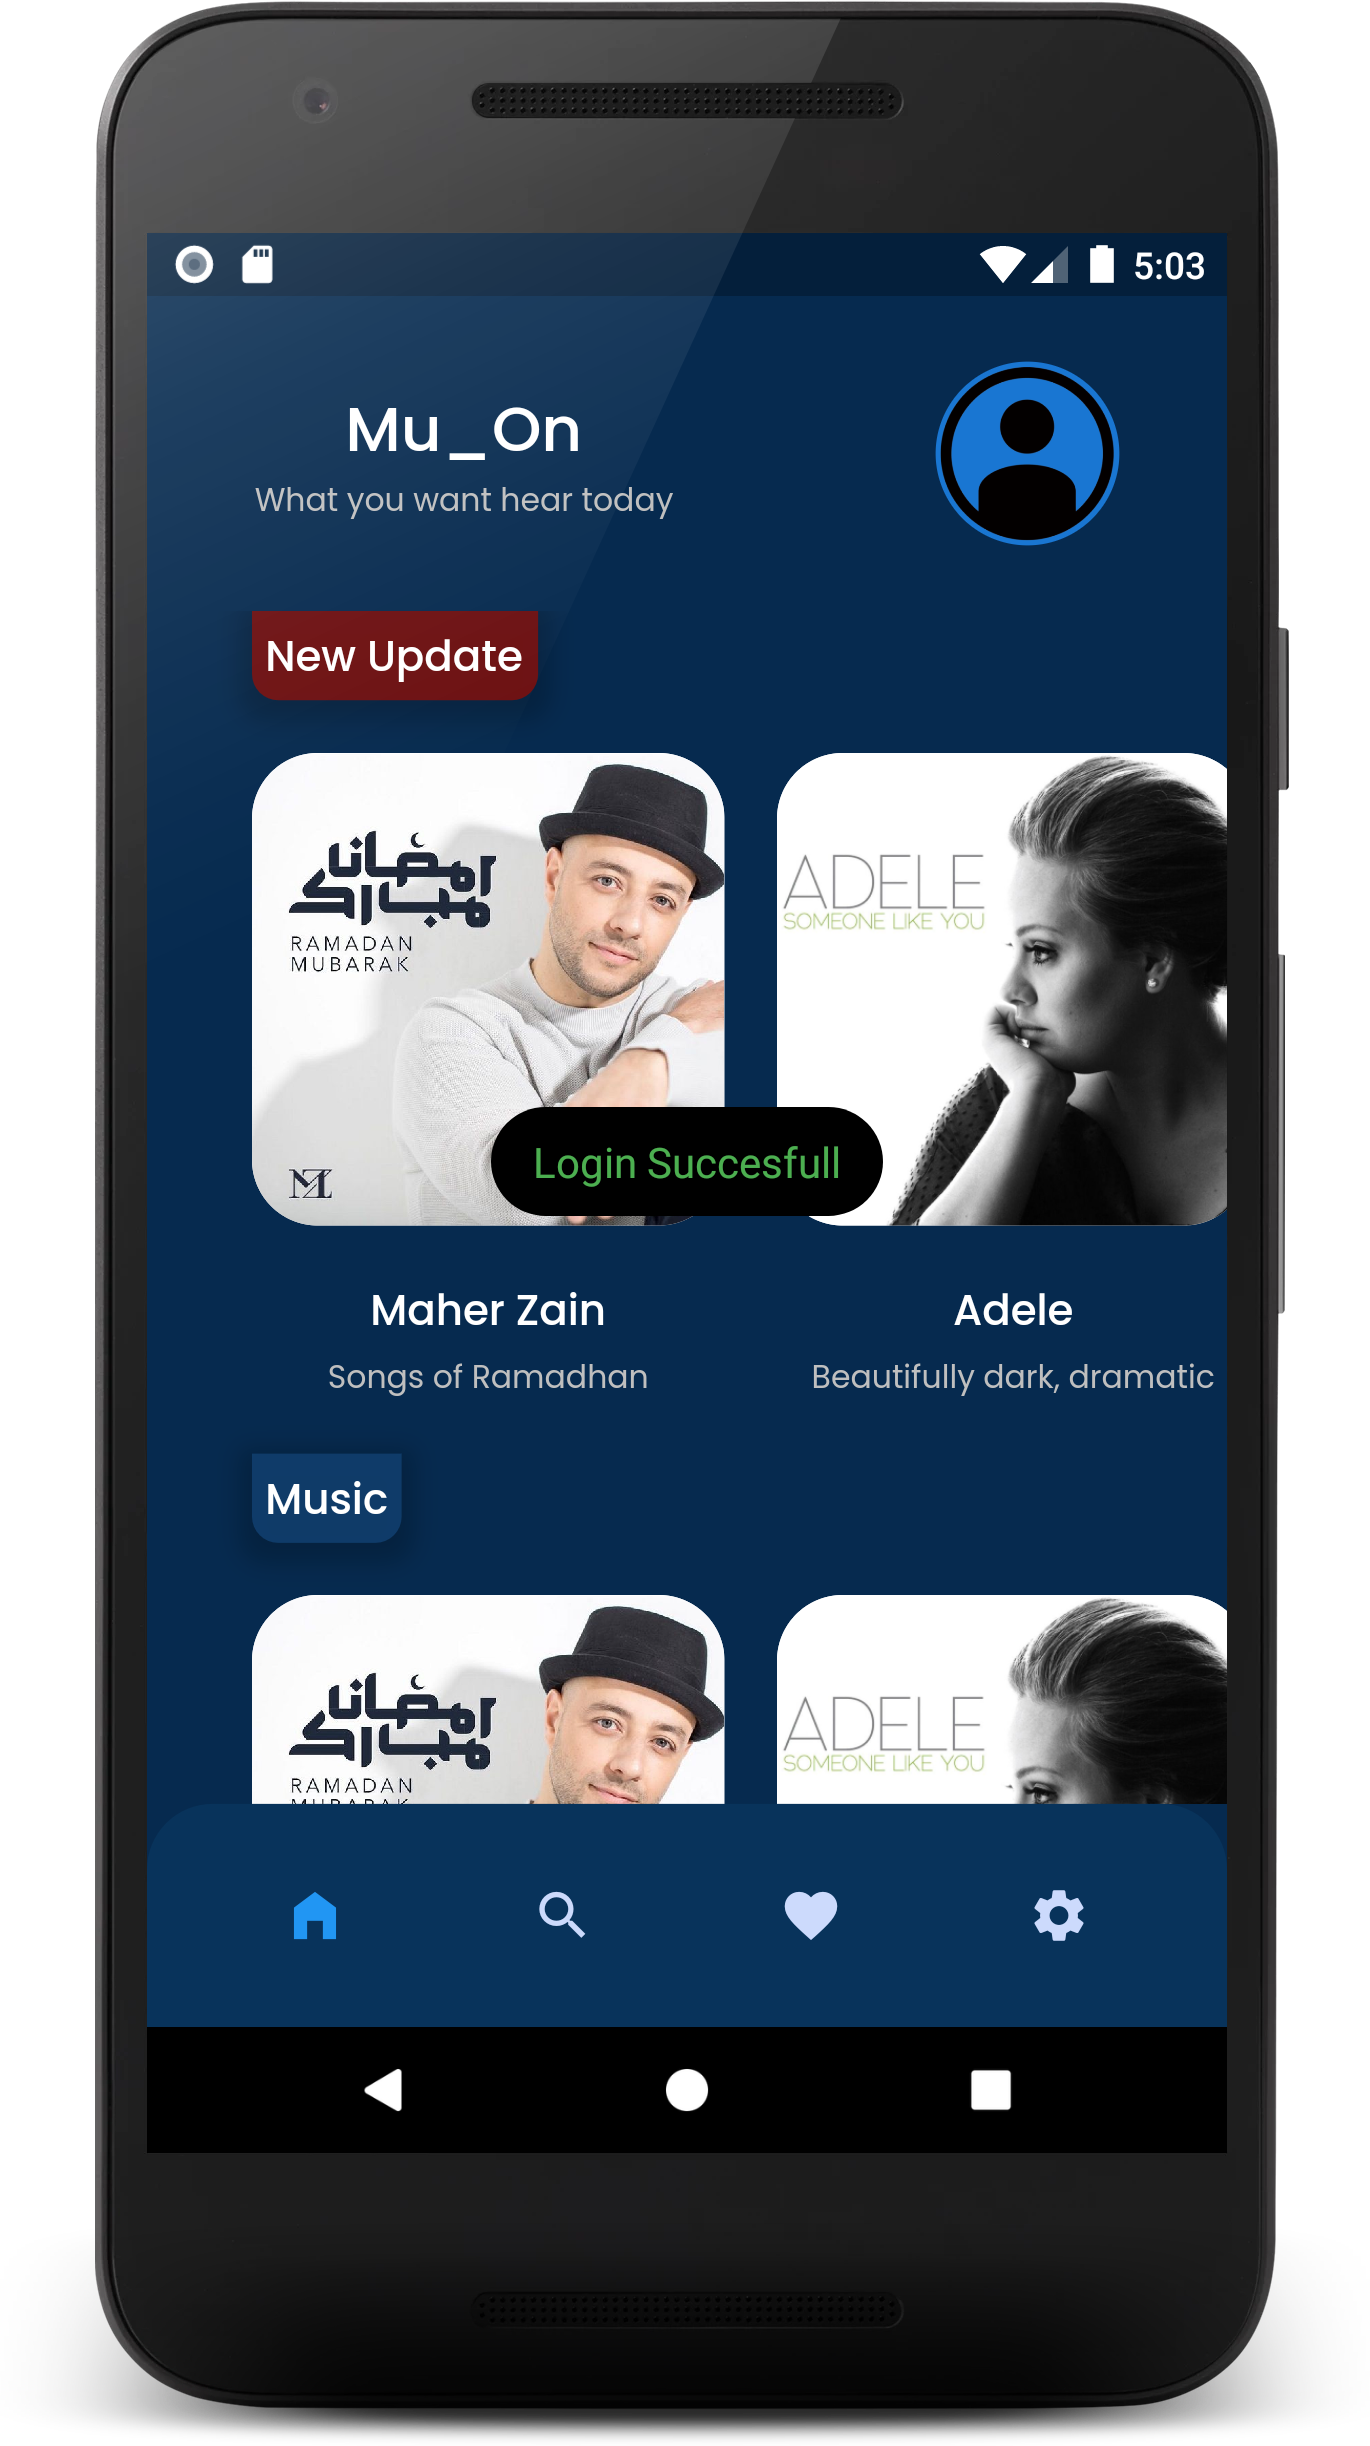 5:03
Mu_On
What you want hear today
New Update
رمضان
مبارك
RAMADAN
MUBARAK
ADELE
SOMEONE LIKE YOU
MZ
Login Succesfull
Maher Zain
Adele
Songs of Ramadhan
Beautifully dark, dramatic
Music
رمضان
مبارك
RAMADAN
MUBARAK
ADELE
SOMEONE LIKE YOU